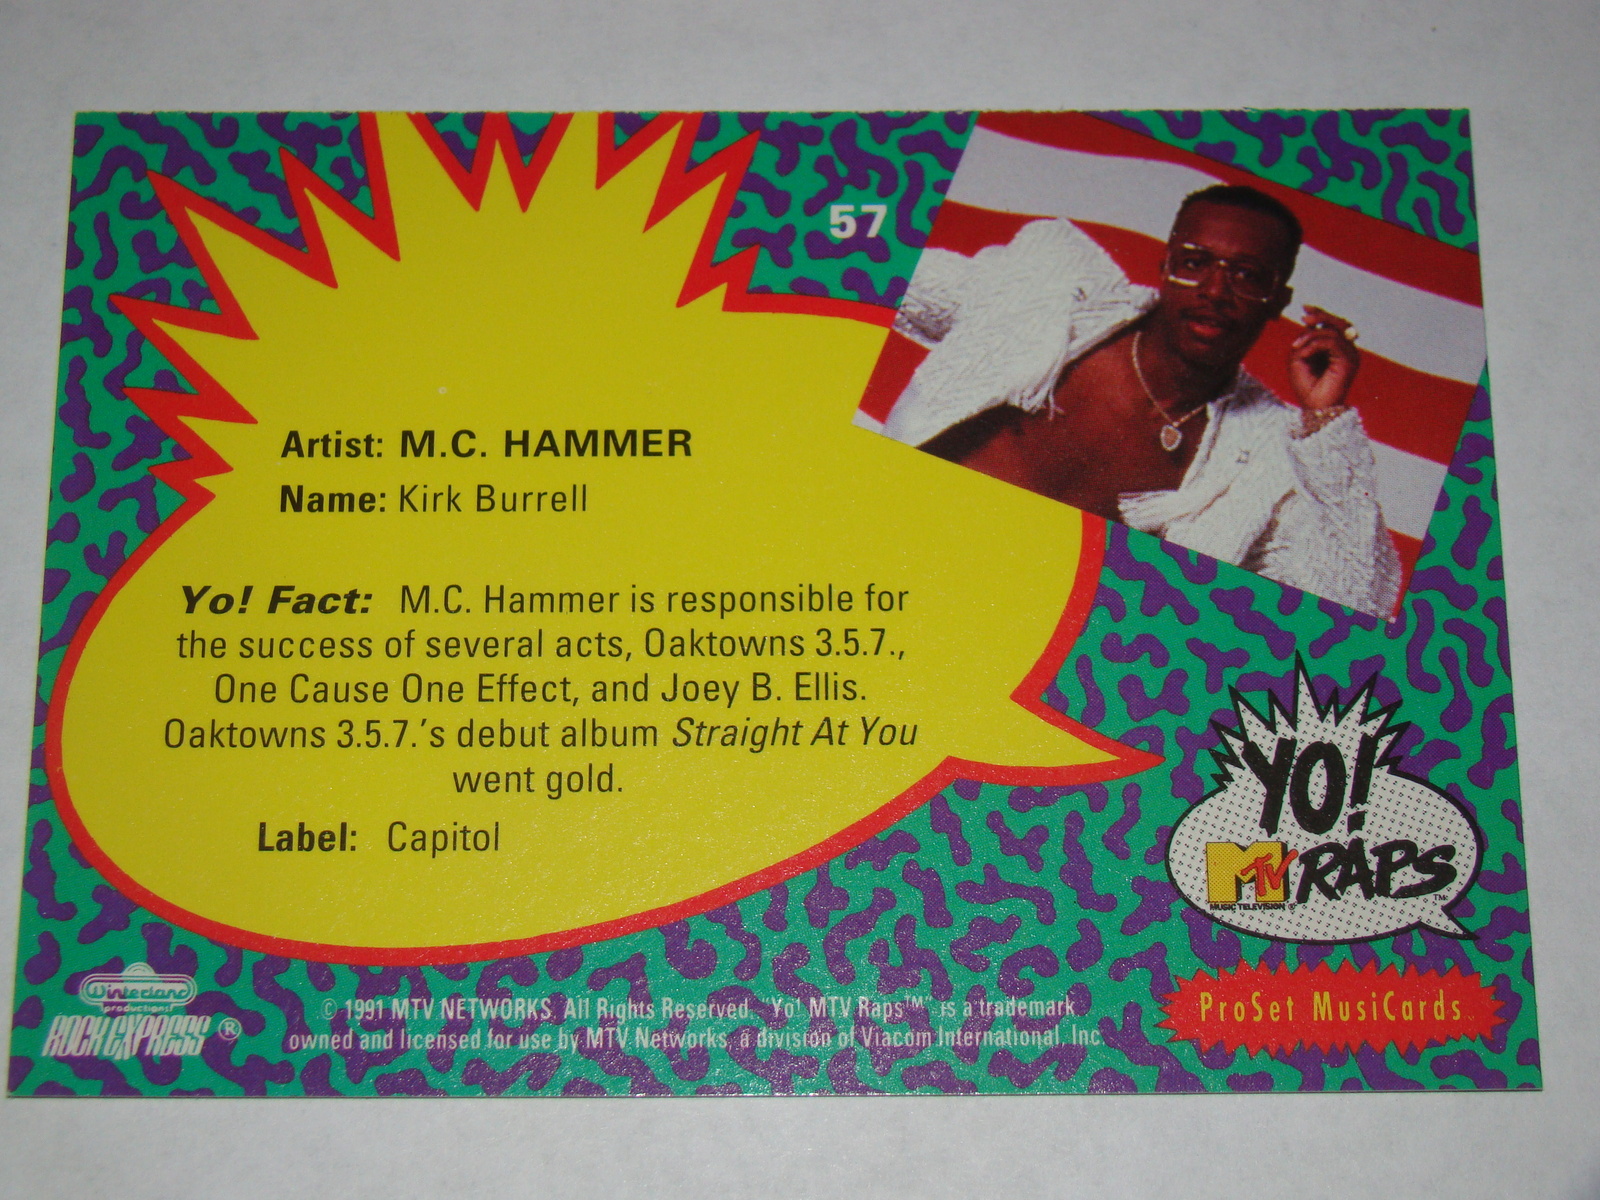 57
Artist: M.C. HAMMER
Name: Kirk Burrell
Yo! Fact: M.C. Hammer is responsible for
the success of several acts, Oaktowns 3.5.7.,
One Cause One Effect, and Joey B. Ellis.
Oaktowns 3.5.7.'s debut album Straight At You
went gold.
Label: Capitol
YO!
MTV RAPS™
MUSIC TELEVISION®
Winterland
productions
ROCK EXPRESS®
© 1991 MTV NETWORKS. All Rights Reserved. "Yo! MTV Raps™" is a trademark
owned and licensed for use by MTV Networks, a division of Viacom International, Inc.
ProSet MusiCards